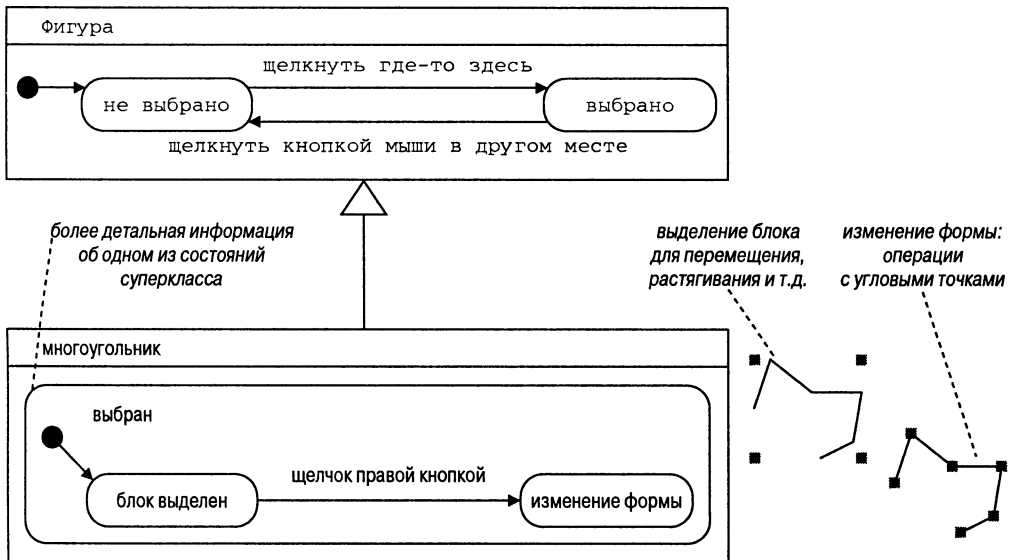 Фигура
щелкнуть где-то здесь
не выбрано
выбрано
щелкнуть кнопкой мыши в другом месте
более детальная информация
об одном из состояний
суперкласса
выделение блока
для перемещения,
растягивания и т.д.
изменение формы:
операции
с угловыми точками
многоугольник
выбран
щелчок правой кнопкой
блок выделен
изменение формы